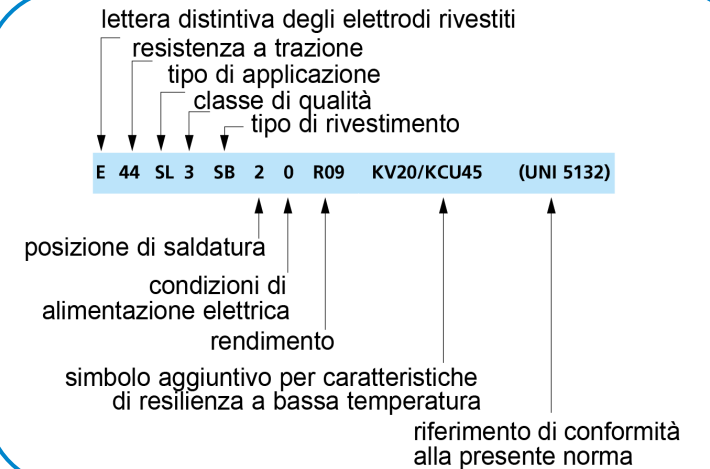 lettera distintiva degli elettrodi rivestiti
resistenza a trazione
tipo di applicazione
classe di qualità
tipo di rivestimento
E 44 SL 3 SB 2 0 R09 KV20/KCU45 (UNI 5132)
posizione di saldatura
condizioni di
alimentazione elettrica
rendimento
simbolo aggiuntivo per caratteristiche
di resilienza a bassa temperatura
riferimento di conformità
alla presente norma